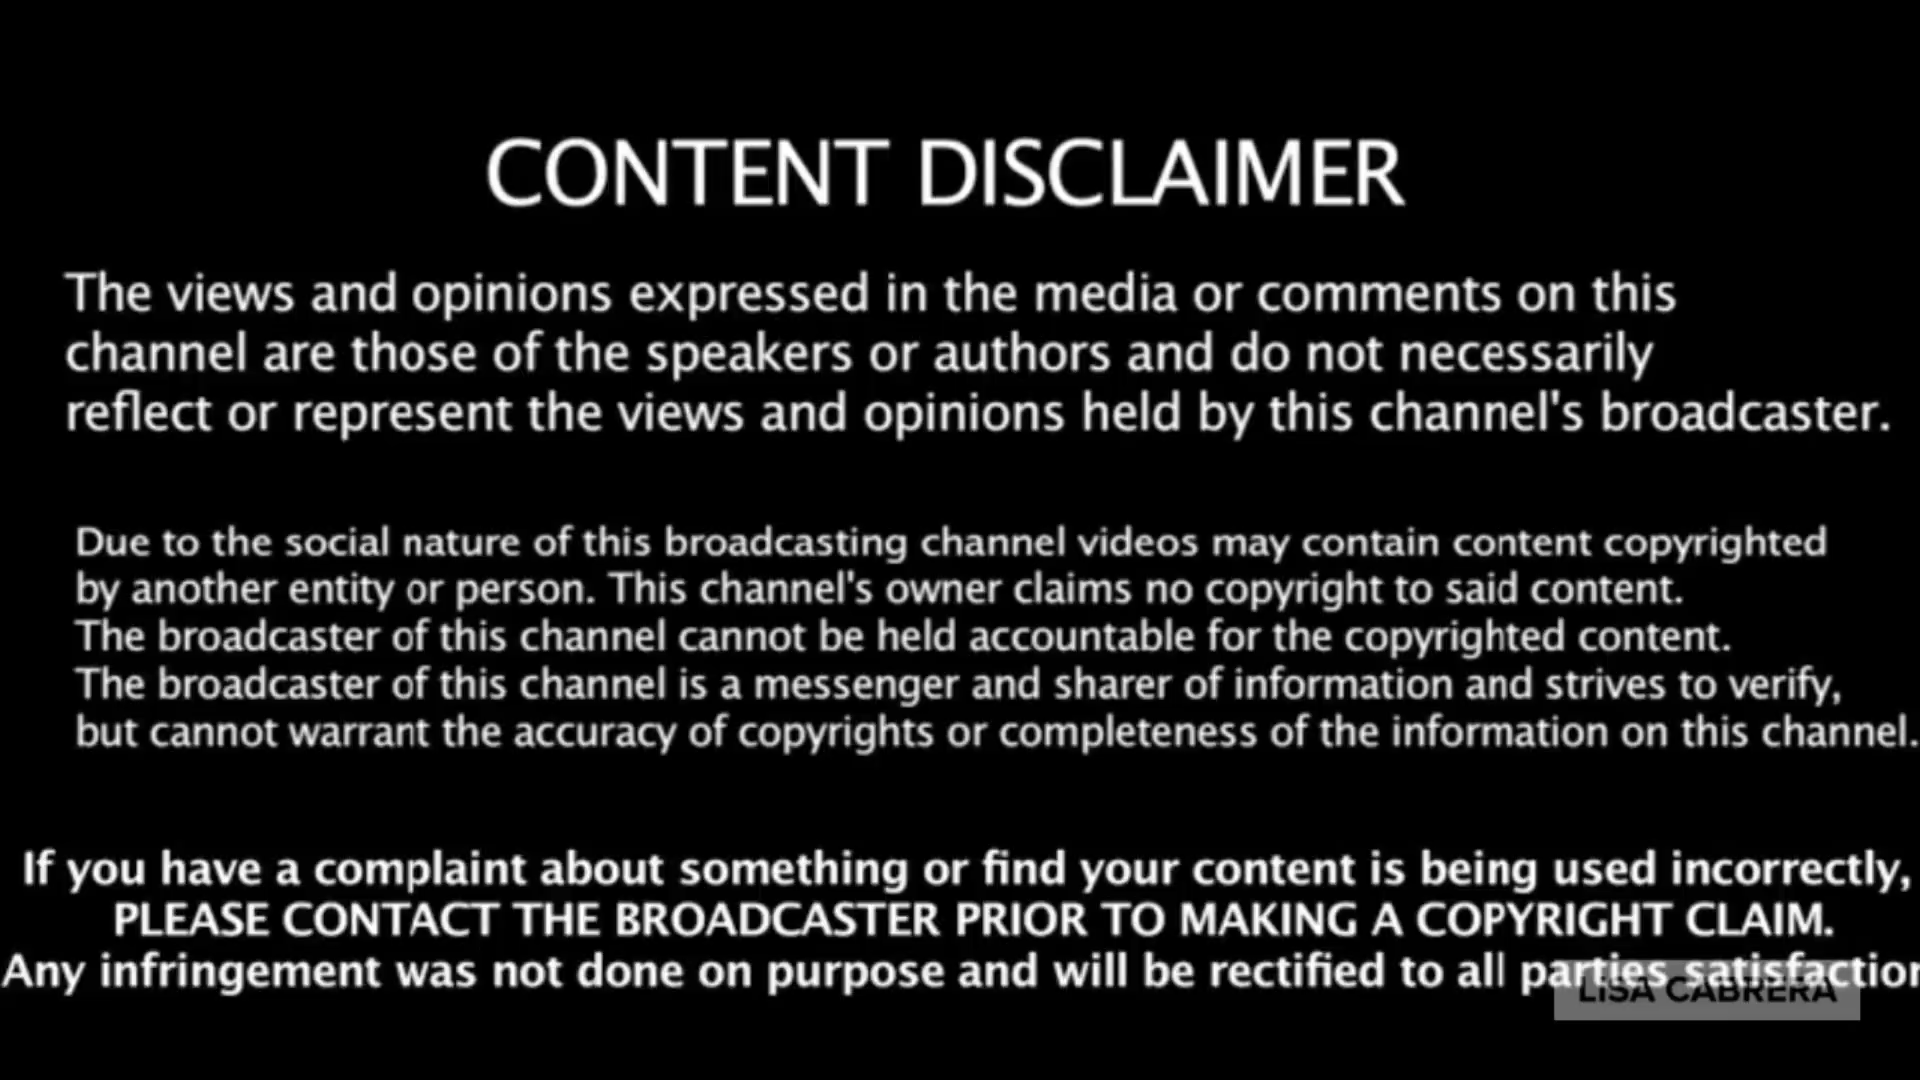 CONTENT DISCLAIMER
The views and opinions expressed in the media or comments on this
channel are those of the speakers or authors and do not necessarily
reflect or represent the views and opinions held by this channel's broadcaster.
Due to the social nature of this broadcasting channel videos may contain content copyrighted
by another entity or person. This channel's owner claims no copyright to said content.
The broadcaster of this channel cannot be held accountable for the copyrighted content.
The broadcaster of this channel is a messenger and sharer of information and strives to verify,
but cannot warrant the accuracy of copyrights or completeness of the information on this channel.
If you have a complaint about something or find your content is being used incorrectly,
PLEASE CONTACT THE BROADCASTER PRIOR TO MAKING A COPYRIGHT CLAIM.
Any infringement was not done on purpose and will be rectified to all parties satisfaction
LISA CABRERA